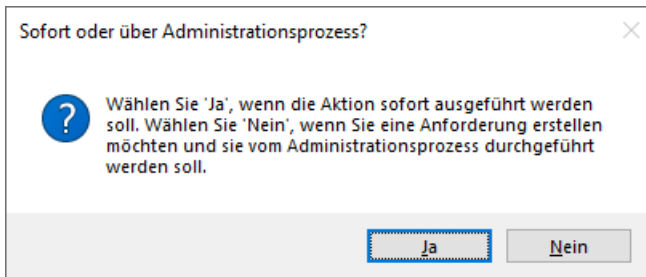 Sofort oder über Administrationsprozess?
Wählen Sie 'Ja', wenn die Aktion sofort ausgeführt werden
soll. Wählen Sie 'Nein', wenn Sie eine Anforderung erstellen
möchten und sie vom Administrationsprozess durchgeführt
werden soll.
Ja Nein